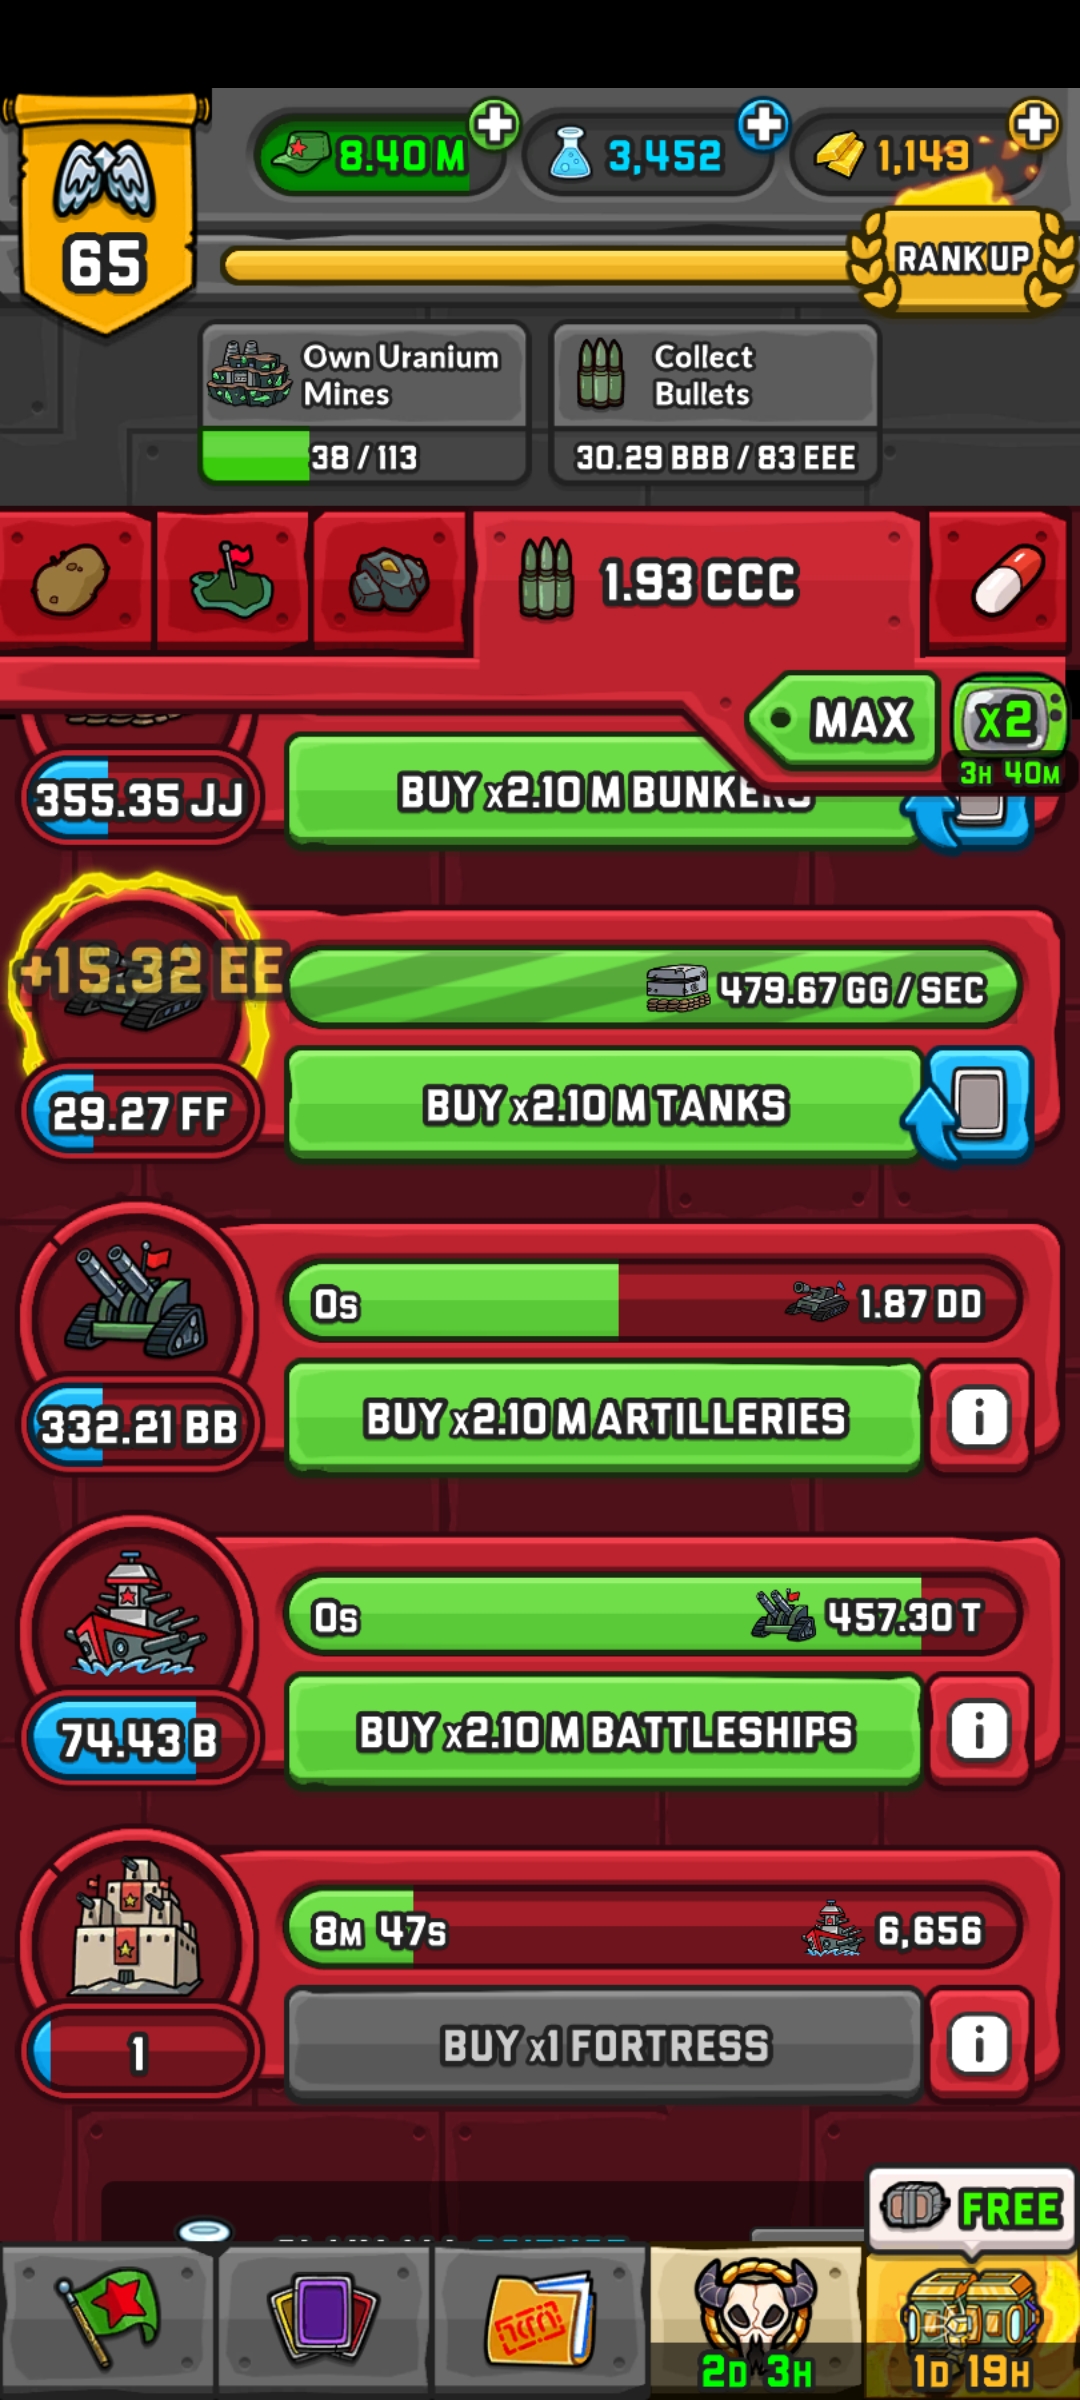 8.40 M
3,452
1,149
65
RANK UP
Own Uranium
Mines
38 / 113
Collect
Bullets
30.29 BBB / 83 EEE
1.93 CCC
MAX
x2
3H 40M
355.35 JJ
BUY x2.10 M BUNKERS
+15.32 EE
479.67 GG / SEC
29.27 FF
BUY x2.10 M TANKS
0s
1.87 DD
332.21 BB
BUY x2.10 M ARTILLERIES
i
0s
457.30 T
74.43 B
BUY x2.10 M BATTLESHIPS
i
8M 47s
6,656
1
BUY x1 FORTRESS
i
FREE
2D 3H
1D 19H